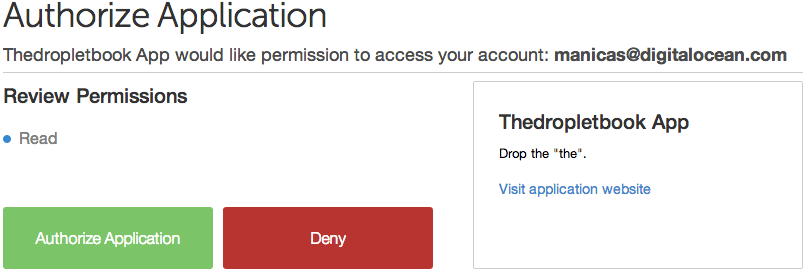 Authorize Application
Thedropletbook App would like permission to access your account: manicas@digitalocean.com
Review Permissions
Read
Authorize Application
Deny
Thedropletbook App
Drop the "the".
Visit application website